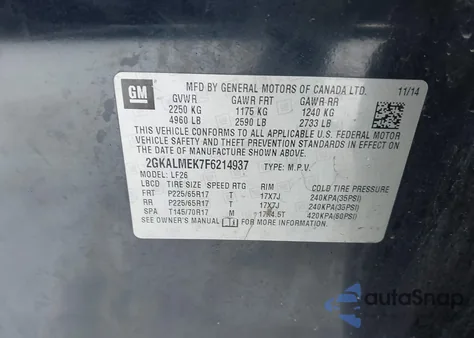 GM
MFD BY GENERAL MOTORS OF CANADA LTD.
11/14
GVWR GAWR FRT GAWR RR
2250 KG 1175 KG 1240 KG
4960 LB 2590 LB 2733 LB
THIS VEHICLE CONFORMS TO ALL APPLICABLE U.S. FEDERAL MOTOR
VEHICLE SAFETY AND THEFT PREVENTION STANDARDS IN EFFECT
ON THE DATE OF MANUFACTURE SHOWN ABOVE.
2GKALMEK7F6214937 TYPE: M.P.V.
MODEL: LF26
LBCD TIRE SIZE SPEED RTG RIM COLD TIRE PRESSURE
FR P225/65R17 T 17X7J 240KPA(35PSI)
RR P225/65R17 T 17X7J 240KPA(35PSI)
SPA T145/70R17 M 17X4.5T 420KPA(60PSI)
SEE OWNER'S MANUAL FOR MORE INFORMATION.
autoSnap